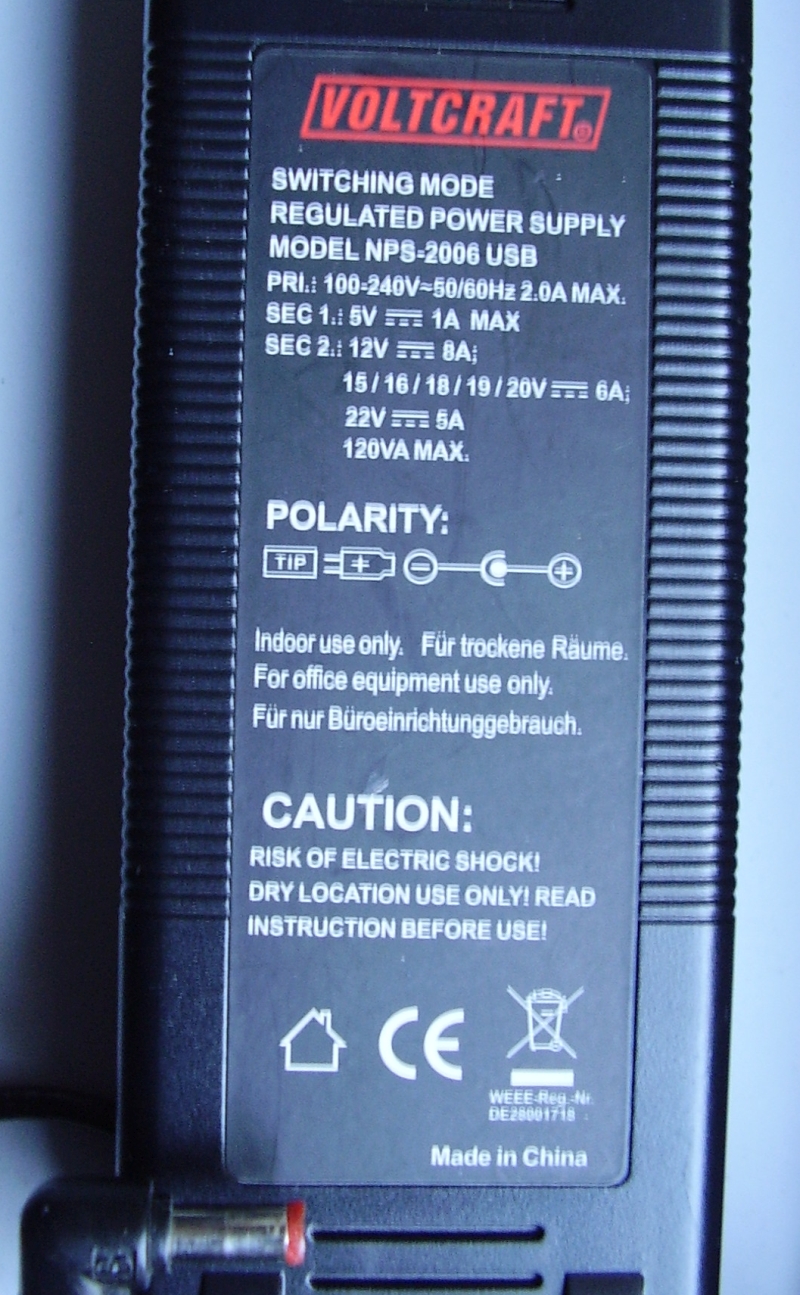 VOLTCRAFT®
SWITCHING MODE
REGULATED POWER SUPPLY
MODEL NPS-2006 USB
PRI.: 100-240V~50/60Hz 2.0A MAX.
SEC 1.: 5V ⎓ 1A MAX
SEC 2.: 12V ⎓ 8A;
15/16/18/19/20V ⎓ 6A;
22V ⎓ 5A
120VA MAX.
POLARITY:
TIP + − +
Indoor use only. Für trockene Räume.
For office equipment use only.
Für nur Büroeinrichtunggebrauch.
CAUTION:
RISK OF ELECTRIC SHOCK!
DRY LOCATION USE ONLY! READ
INSTRUCTION BEFORE USE!
CE
WEEE-Reg.-Nr.
DE28001718
Made in China